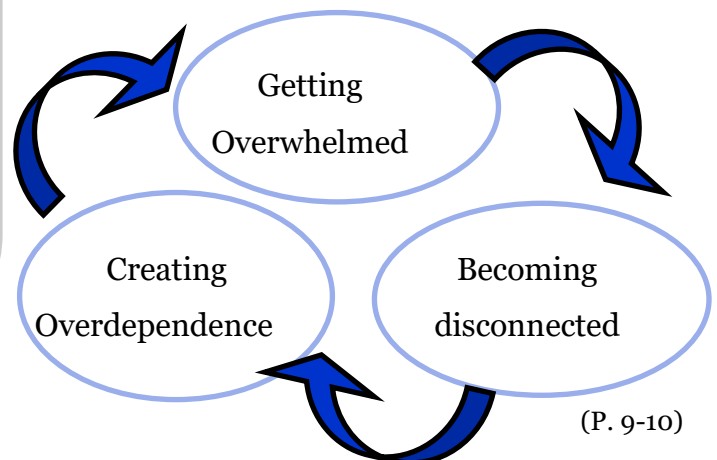 Getting
Overwhelmed
Creating
Overdependence
Becoming
disconnected
(P. 9-10)